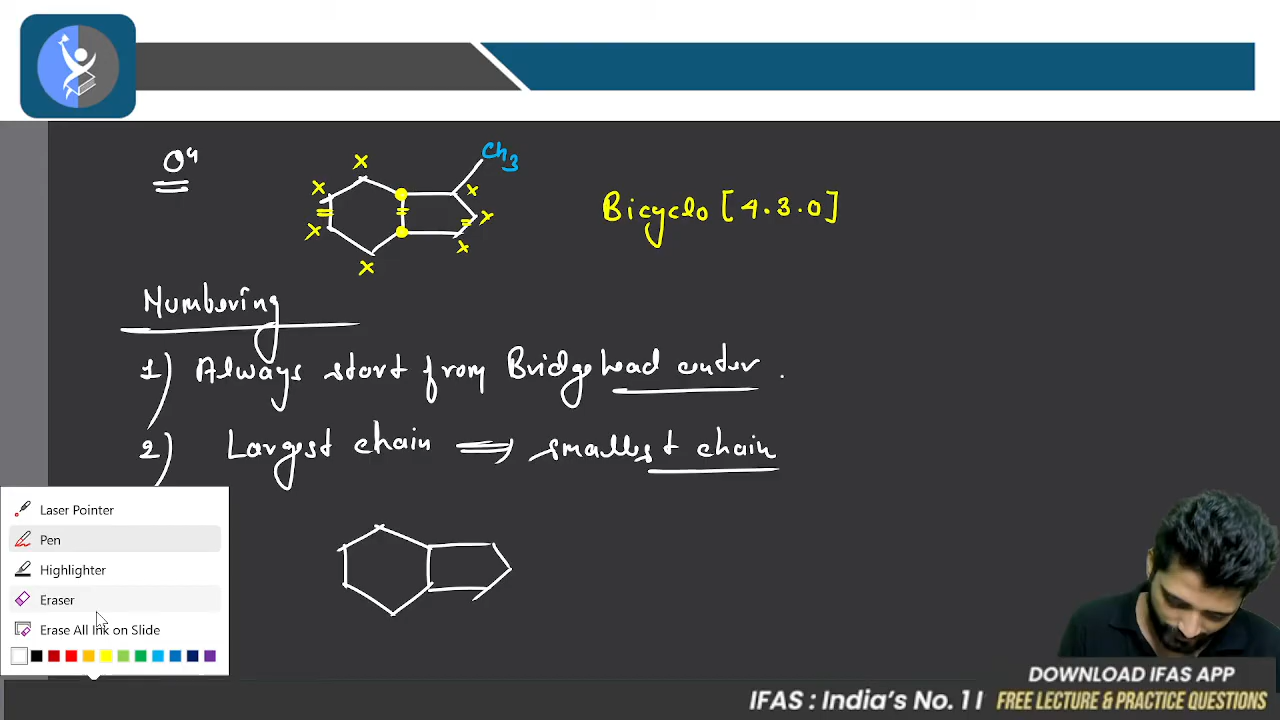 Q4
CH3
Bicyclo [4.3.0]
Numbering
1) Always start from Bridgehead center.
2) Largest chain ⟹ smallest chain
Laser Pointer
Pen
Highlighter
Eraser
Erase All Ink on Slide
DOWNLOAD IFAS APP
IFAS : India's No. 1 I FREE LECTURE & PRACTICE QUESTIONS